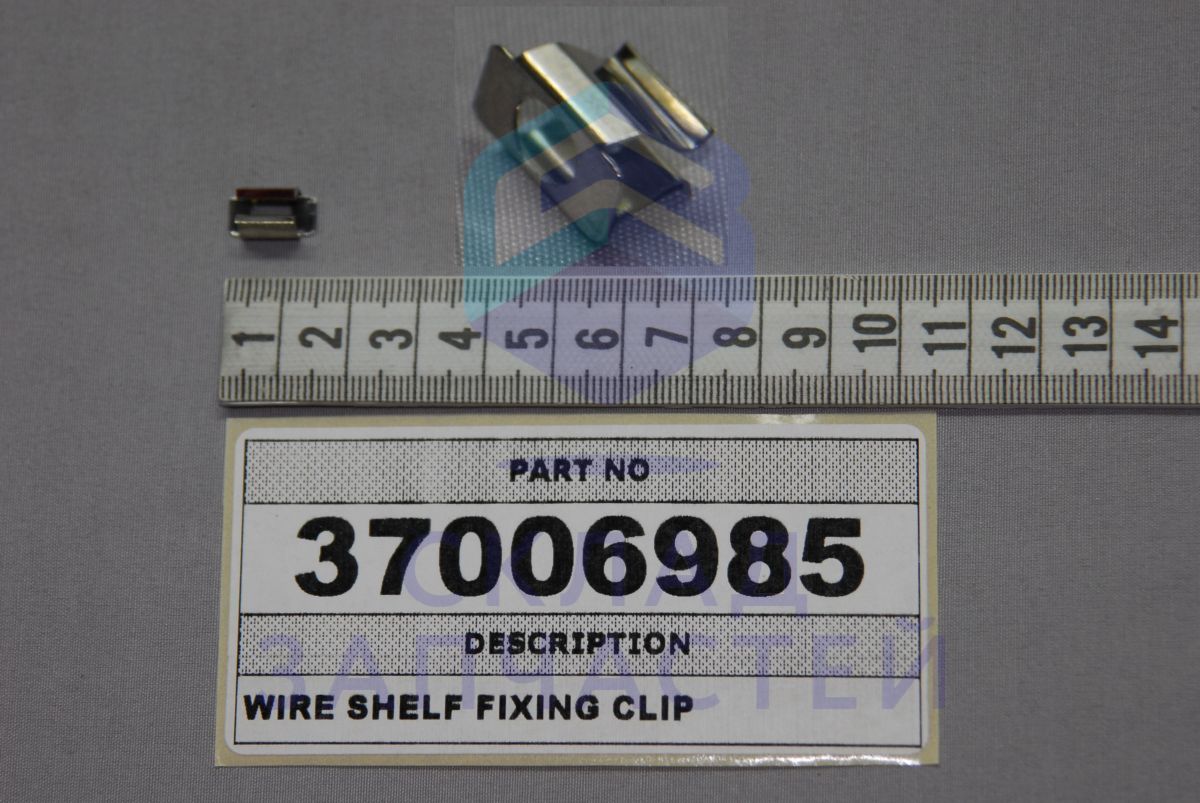 1 2 3 4 5 6 7 8 9 10 11 12 13 14
PART NO
37006985
СКЛАД
DESCRIPTION
ЗАПЧАСТЕЙ
WIRE SHELF FIXING CLIP